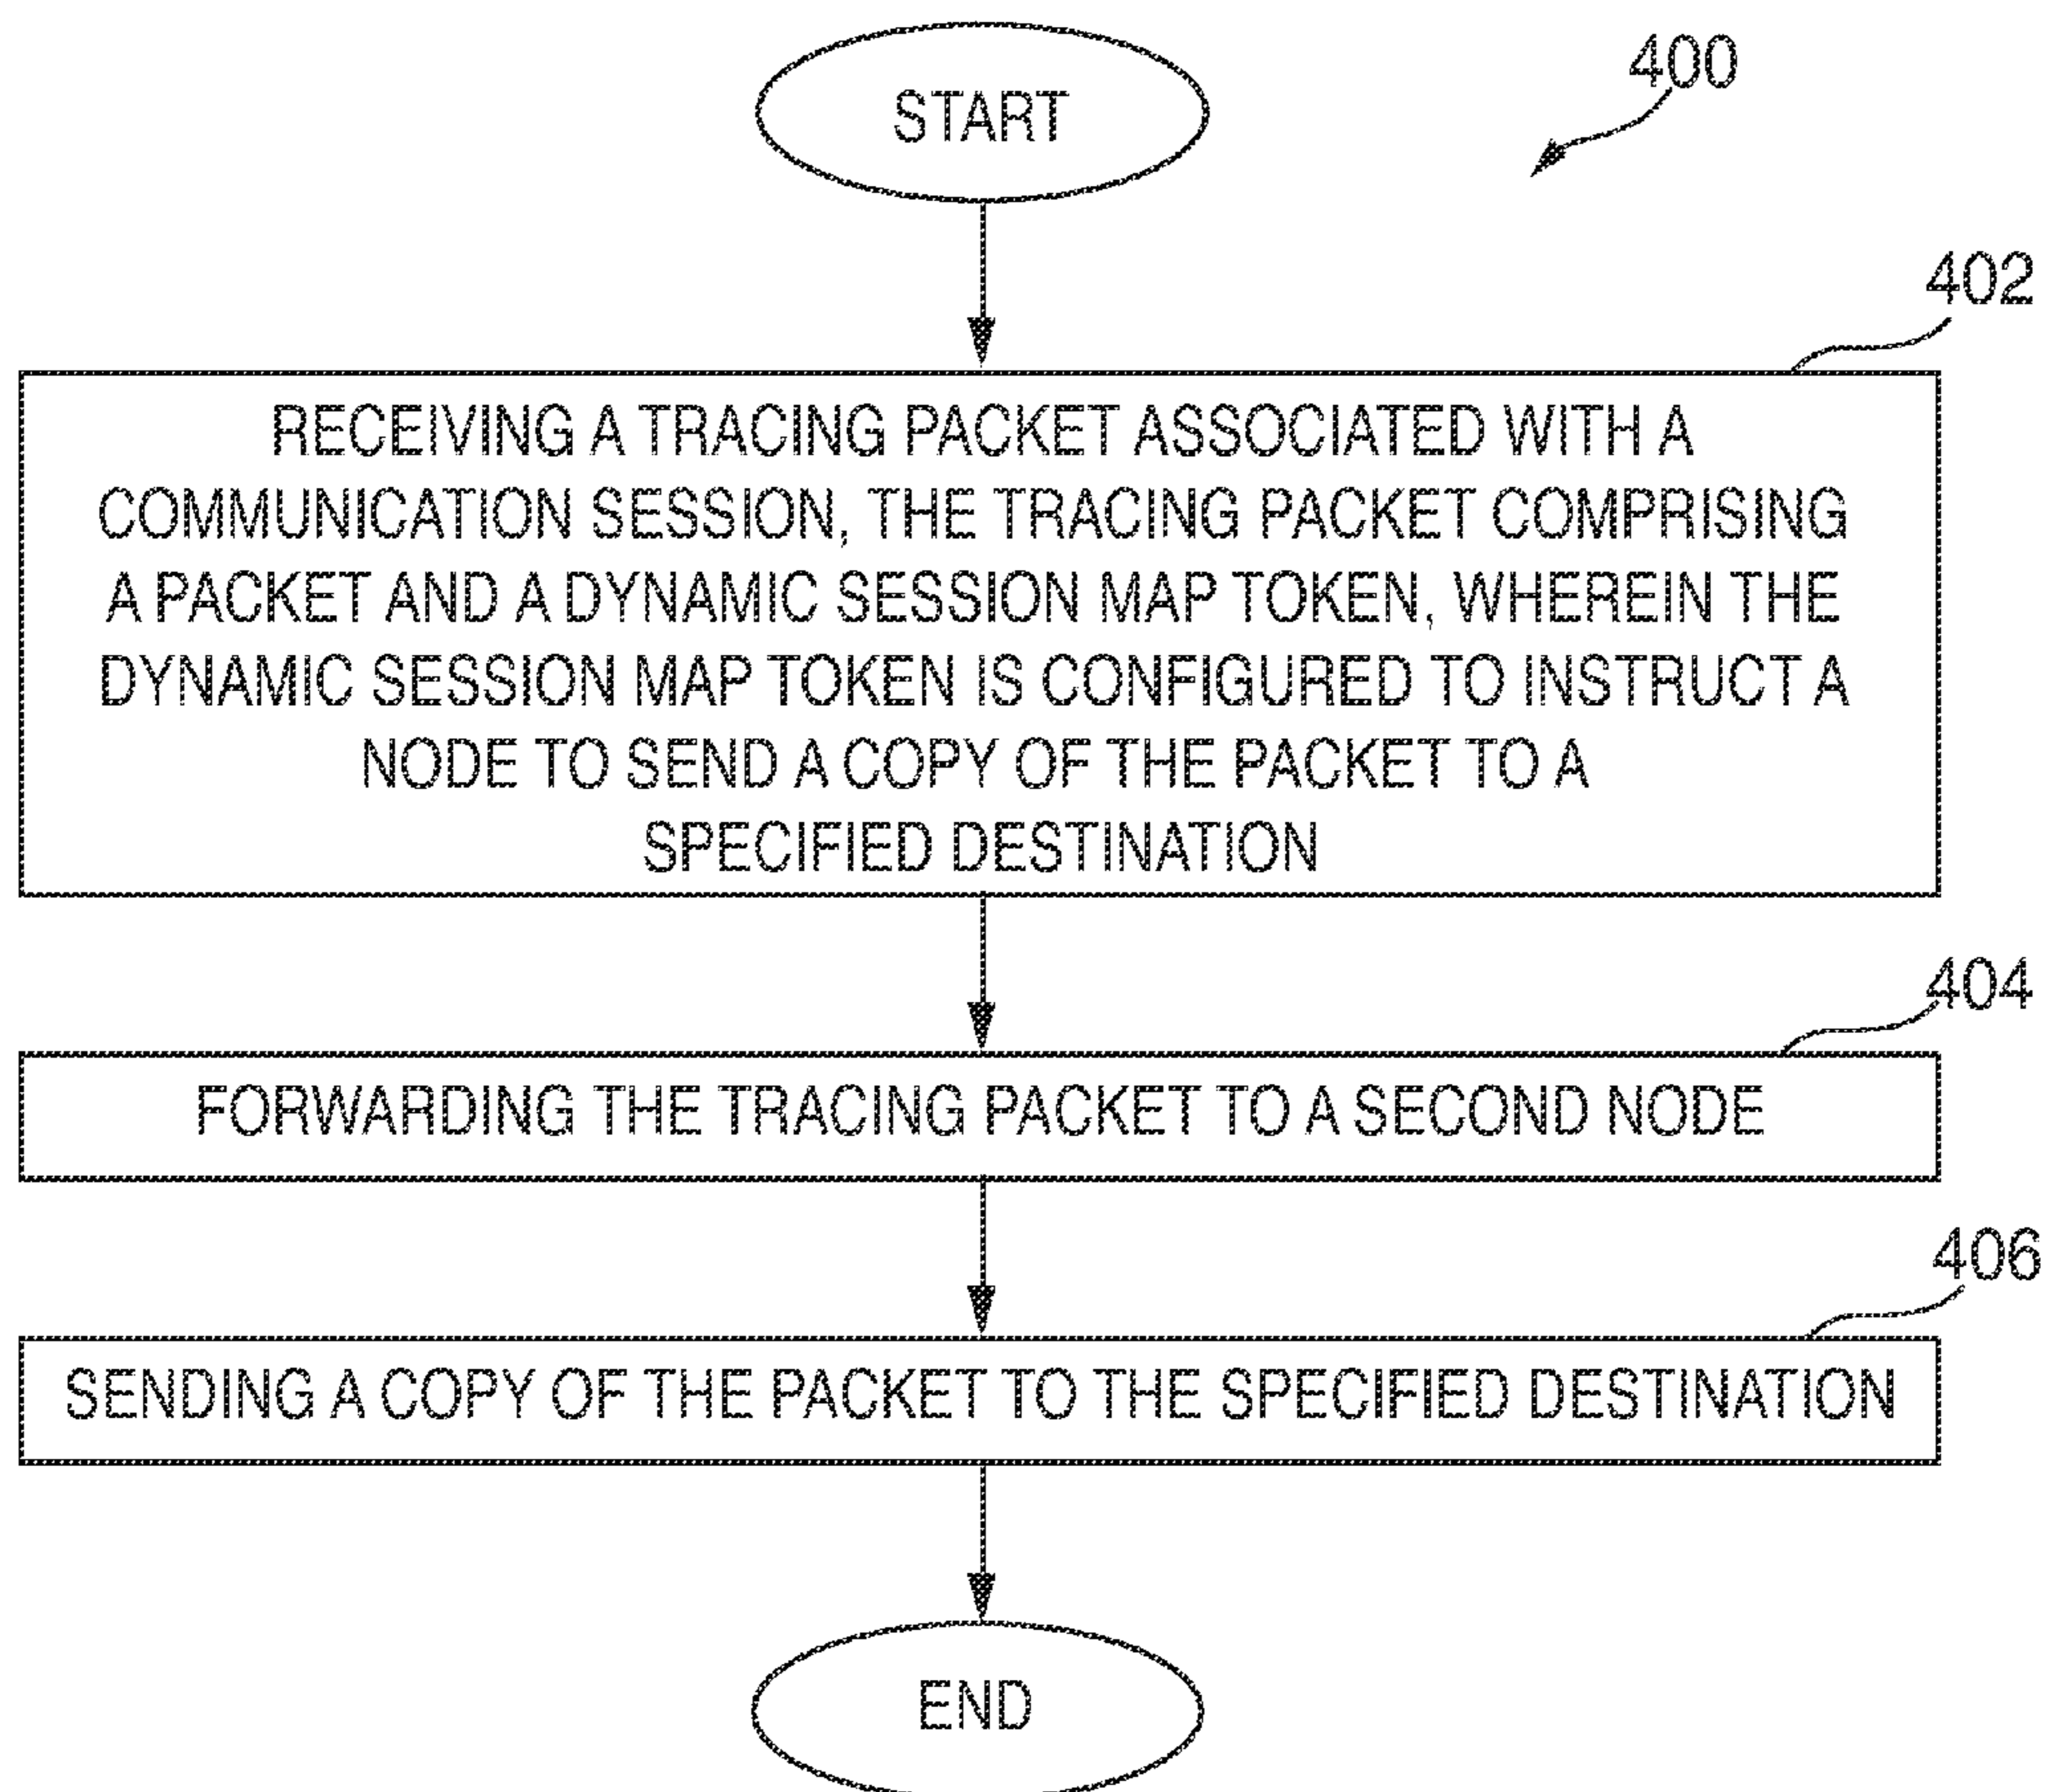 START
400
402
RECEIVING A TRACING PACKET ASSOCIATED WITH A
COMMUNICATION SESSION, THE TRACING PACKET COMPRISING
A PACKET AND A DYNAMIC SESSION MAP TOKEN, WHEREIN THE
DYNAMIC SESSION MAP TOKEN IS CONFIGURED TO INSTRUCT A
NODE TO SEND A COPY OF THE PACKET TO A
SPECIFIED DESTINATION
404
FORWARDING THE TRACING PACKET TO A SECOND NODE
406
SENDING A COPY OF THE PACKET TO THE SPECIFIED DESTINATION
END